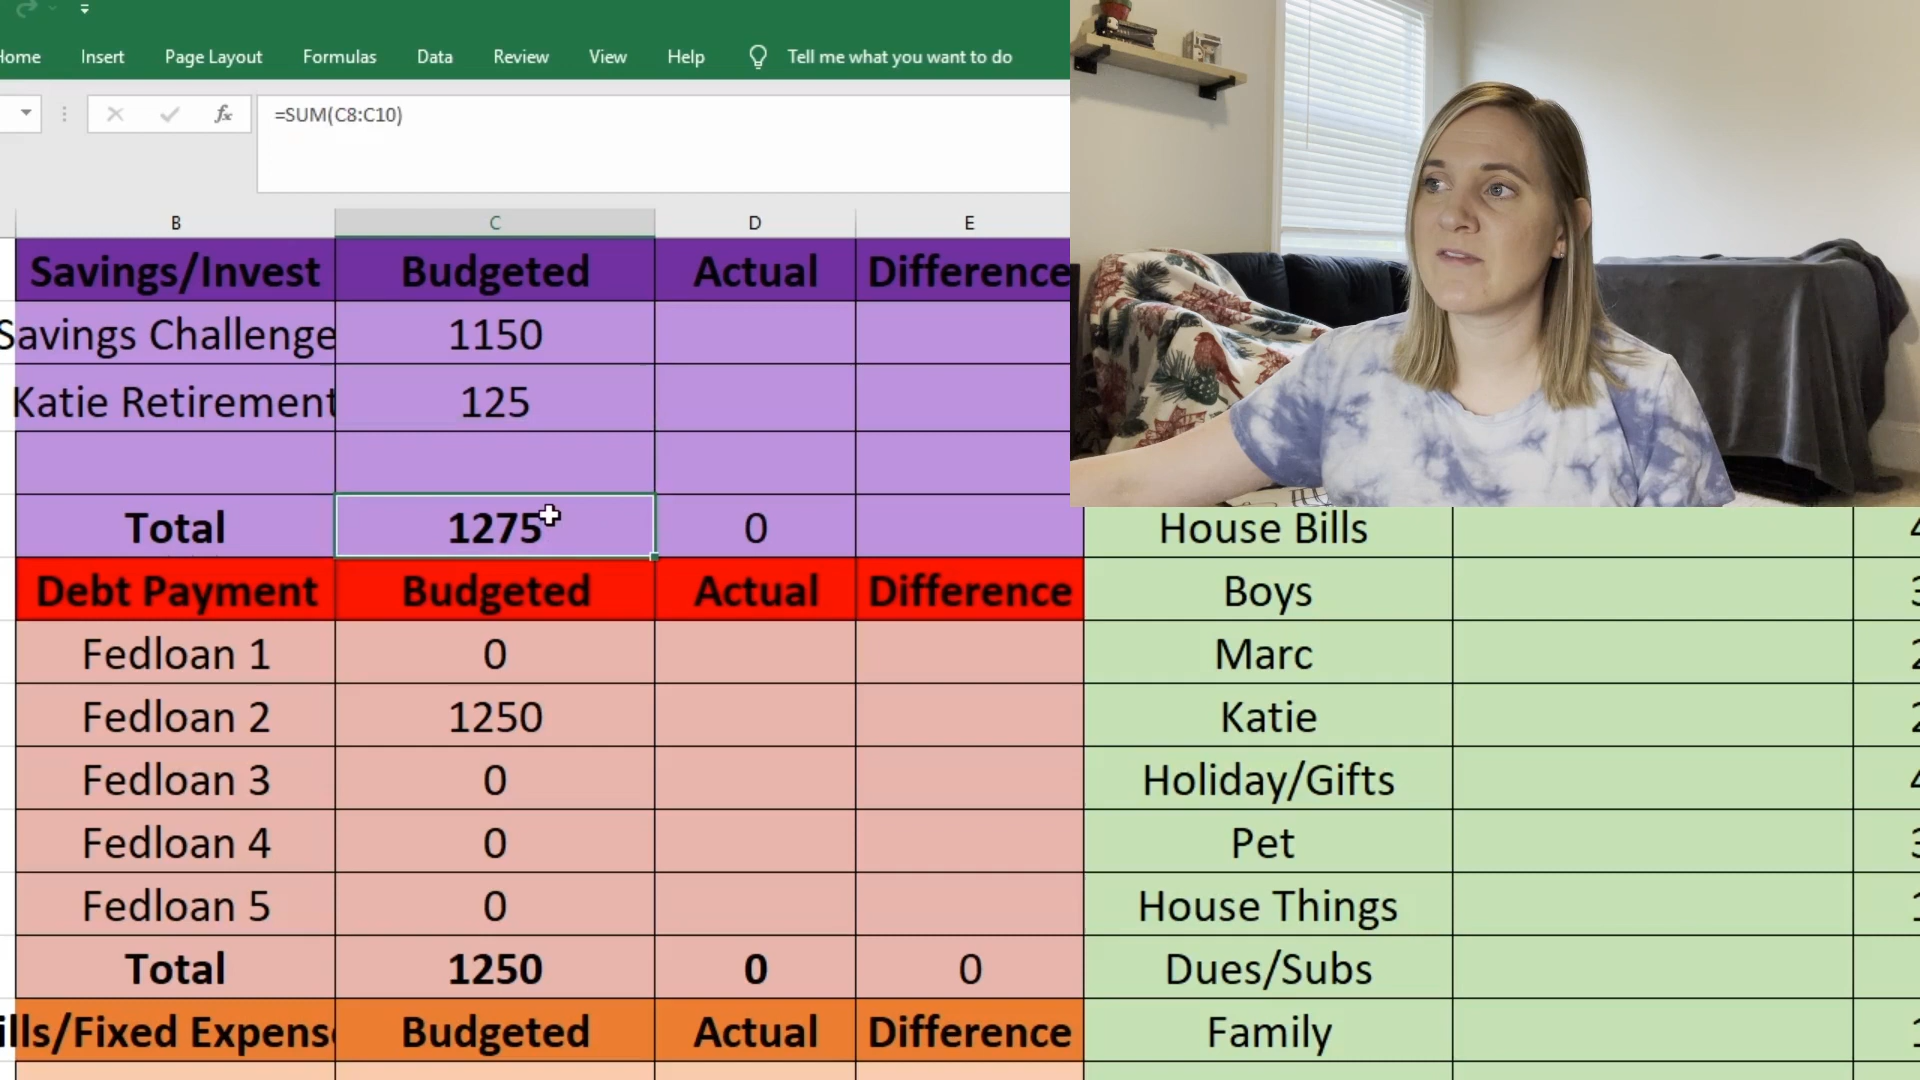 Home Insert Page Layout Formulas Data Review View Help Tell me what you want to do
fx =SUM(C8:C10)
B C D E
Savings/Invest Budgeted Actual Difference
Savings Challenge 1150
Katie Retirement 125
Total 1275 0
House Bills
Debt Payment Budgeted Actual Difference
Boys
Fedloan 1 0
Marc
Fedloan 2 1250
Katie
Fedloan 3 0
Holiday/Gifts
Fedloan 4 0
Pet
Fedloan 5 0
House Things
Total 1250 0 0
Dues/Subs
ills/Fixed Expense Budgeted Actual Difference
Family